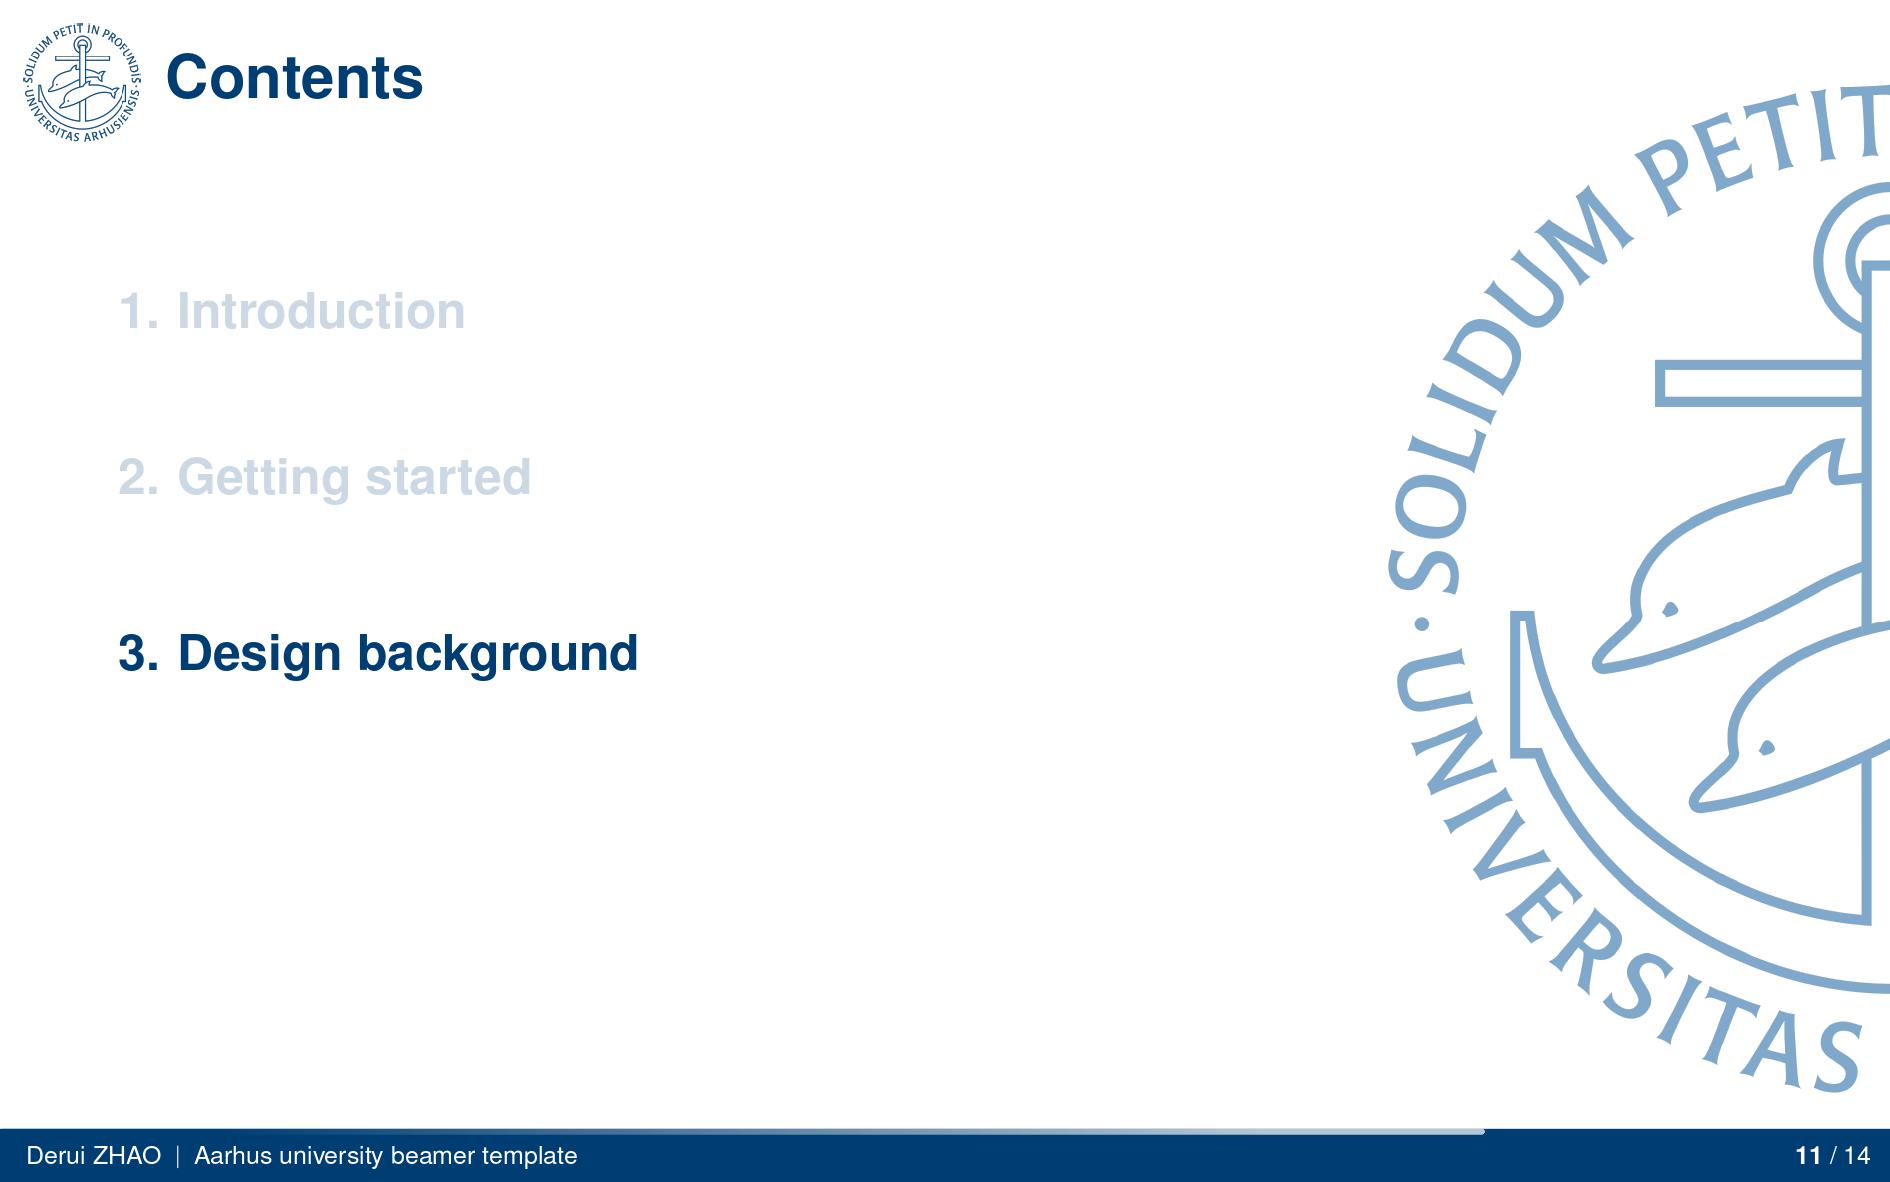 SOLIDUM PETIT IN PROFUNDIS
· UNIVERSITAS ARHUSIENSIS ·
Contents
1. Introduction
2. Getting started
3. Design background
SOLIDUM PETIT
· UNIVERSITAS
Derui ZHAO | Aarhus university beamer template
11 / 14